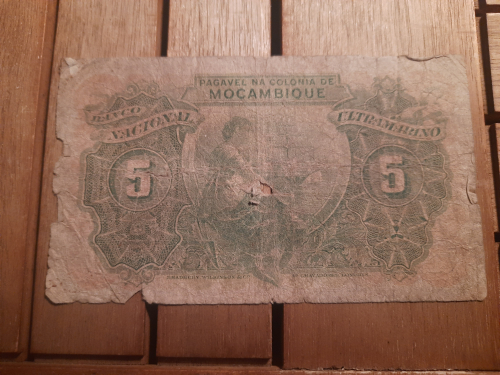 PAGAVEL NA COLONIA DE
MOÇAMBIQUE
BANCO NACIONAL ULTRAMARINO
5 5